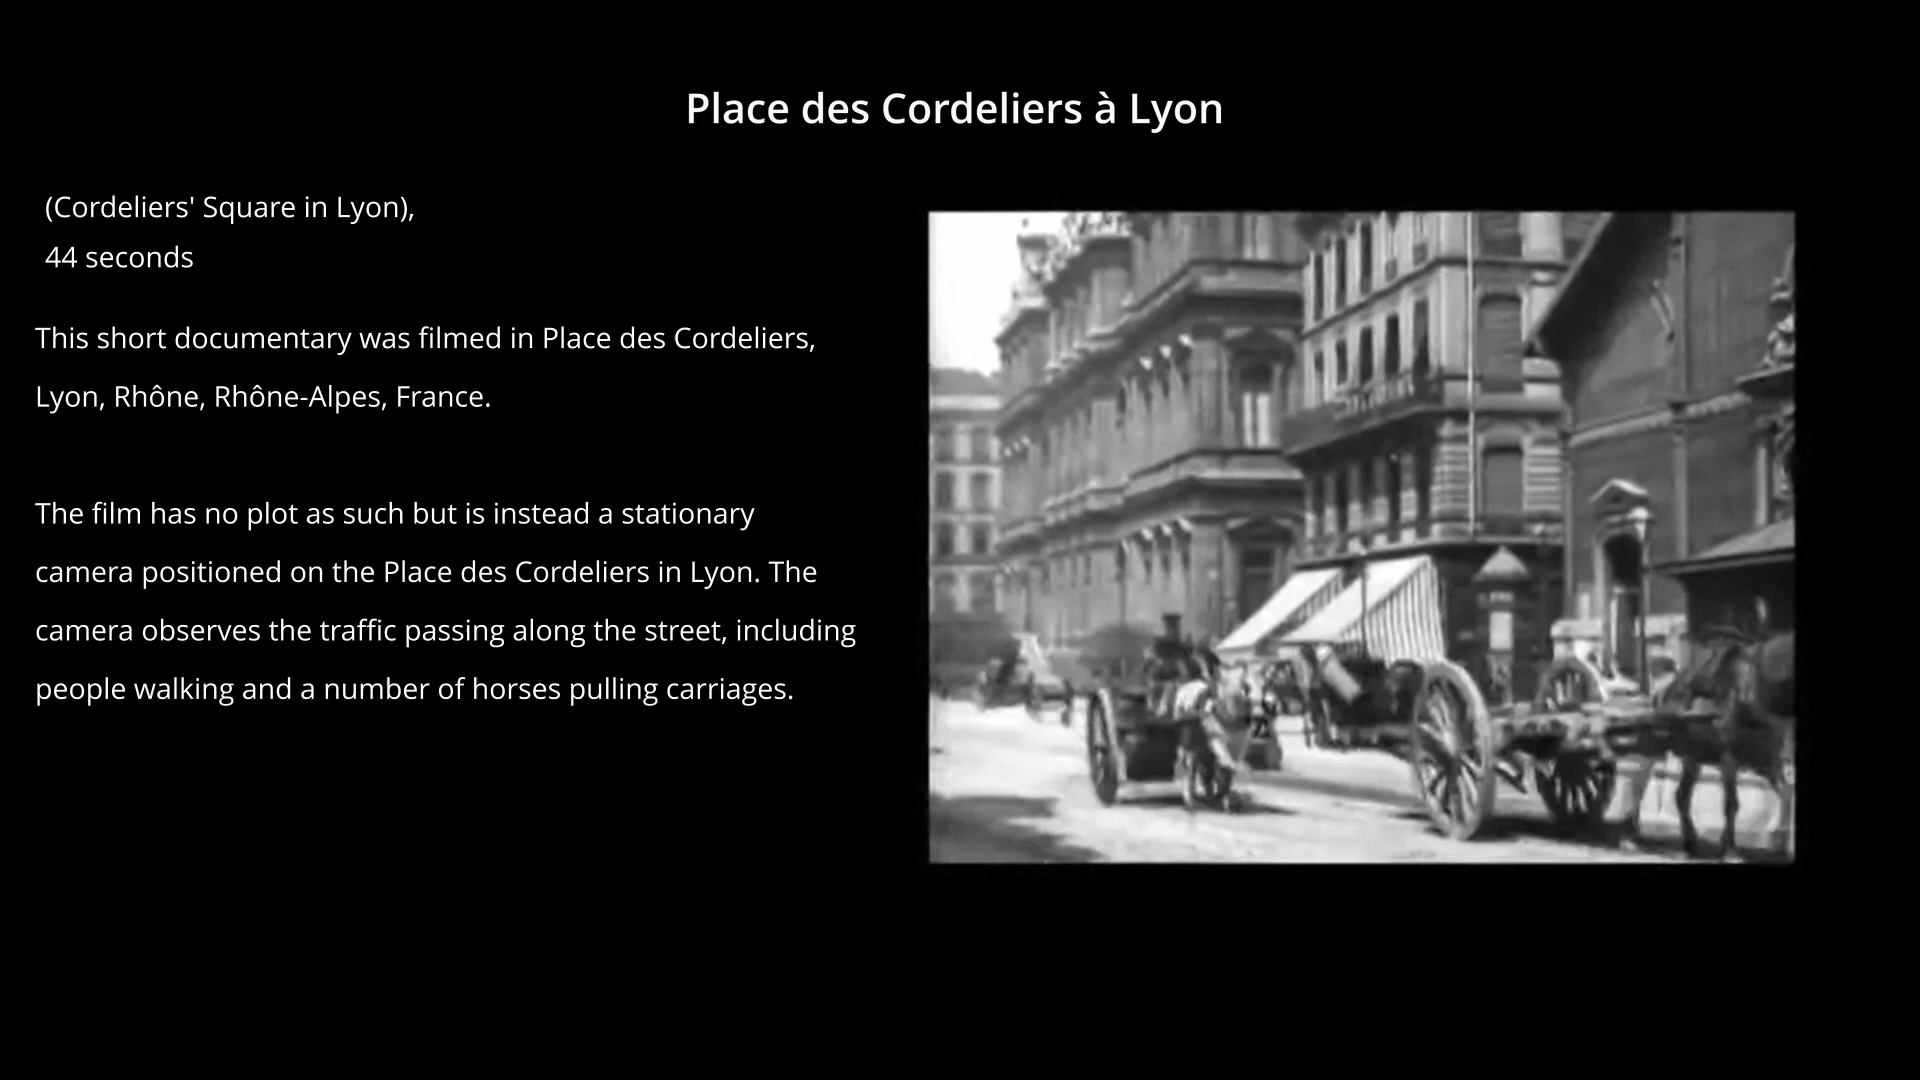 Place des Cordeliers à Lyon
(Cordeliers' Square in Lyon),
44 seconds
This short documentary was filmed in Place des Cordeliers,
Lyon, Rhône, Rhône-Alpes, France.
The film has no plot as such but is instead a stationary
camera positioned on the Place des Cordeliers in Lyon. The
camera observes the traffic passing along the street, including
people walking and a number of horses pulling carriages.